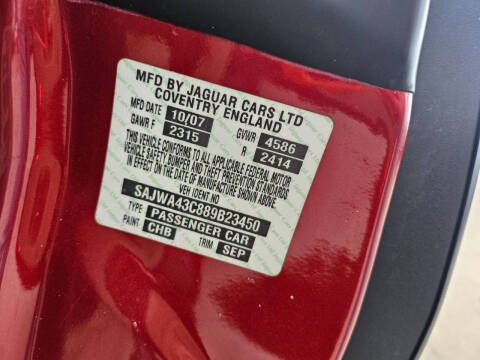 MFD BY JAGUAR CARS LTD
COVENTRY ENGLAND
MFD DATE 10/07 GVWR 4586
GAWR F 2315 R 2414
THIS VEHICLE CONFORMS TO ALL APPLICABLE FEDERAL MOTOR
VEHICLE SAFETY BUMPER AND THEFT PREVENTION STANDARDS
IN EFFECT ON THE DATE OF MANUFACTURE SHOWN ABOVE.
VEH IDENT NO
SAJWA43C889B23450
TYPE PASSENGER CAR
PAINT CHB TRIM SEP